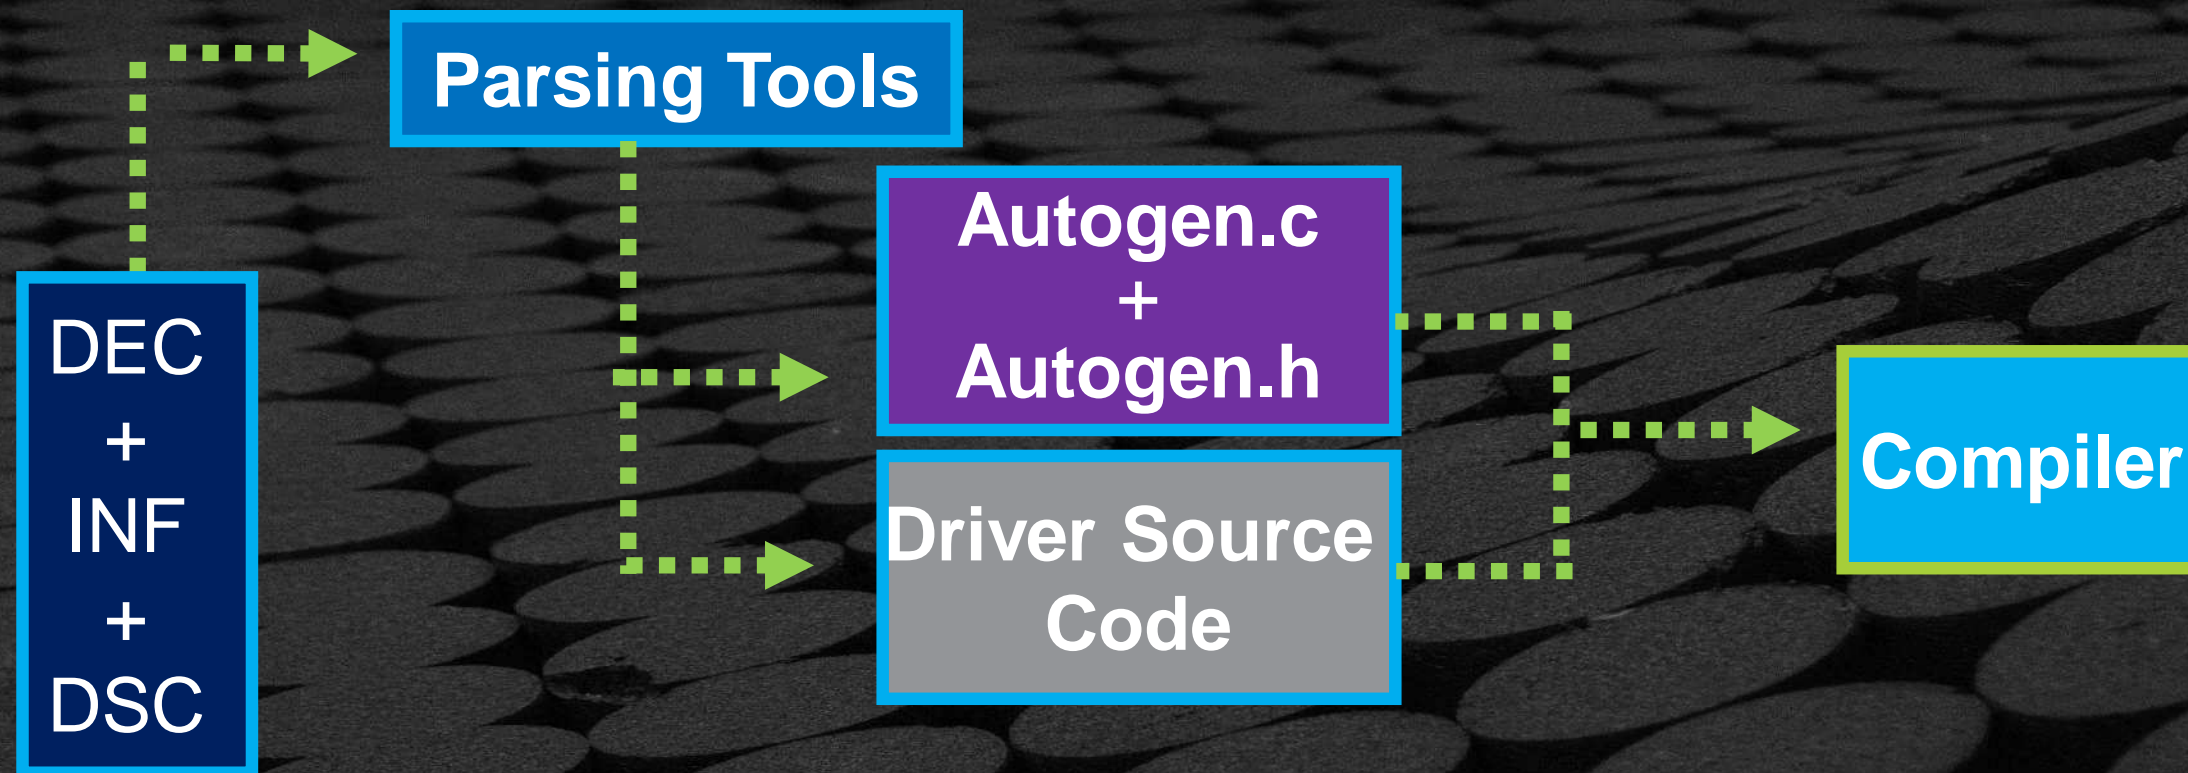 Parsing Tools
Autogen.c
+
Autogen.h
DEC
+
INF
+
DSC
Driver Source
Code
Compiler